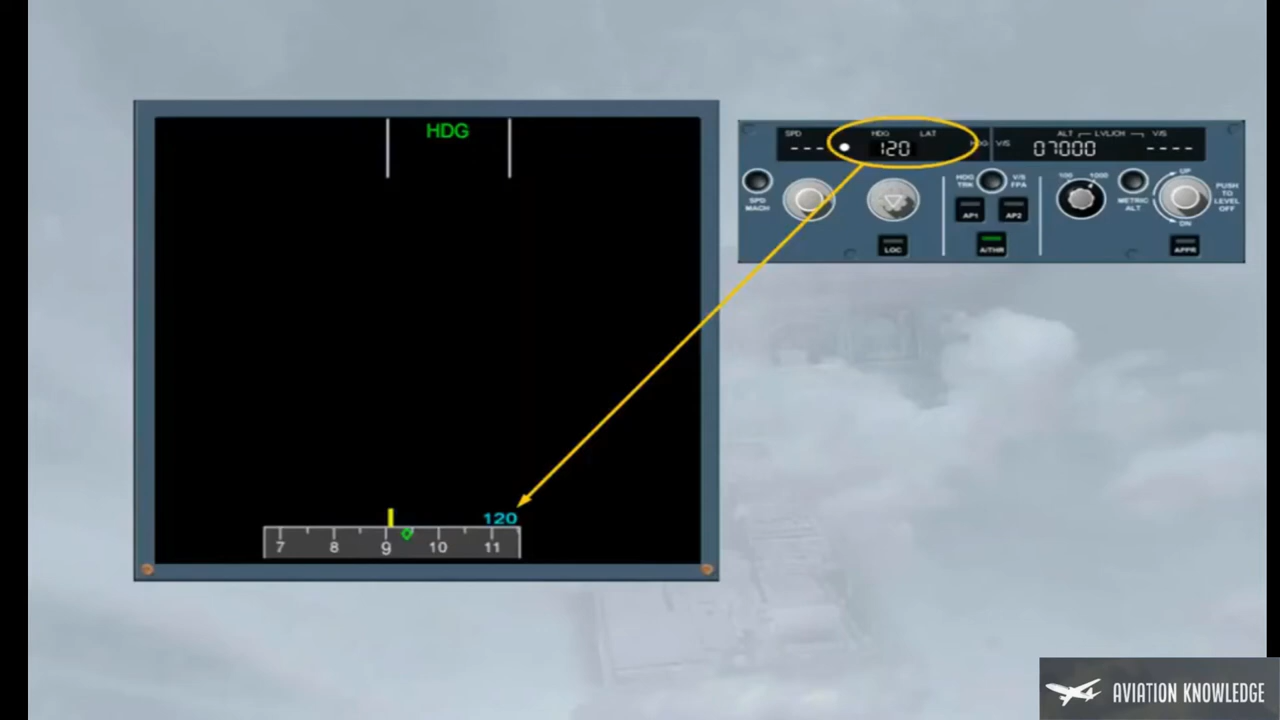 HDG
120
7 8 9 10 11
SPD HDG LAT ALT LVL/CH V/S
--- 120 HDG V/S 07000 ----
HDG
TRK
V/S
FPA
100 1000
UP
SPD
MACH
METRIC
ALT
PUSH
TO
LEVEL
OFF
AP1 AP2
DN
LOC
A/THR
APPR
AVIATION KNOWLEDGE